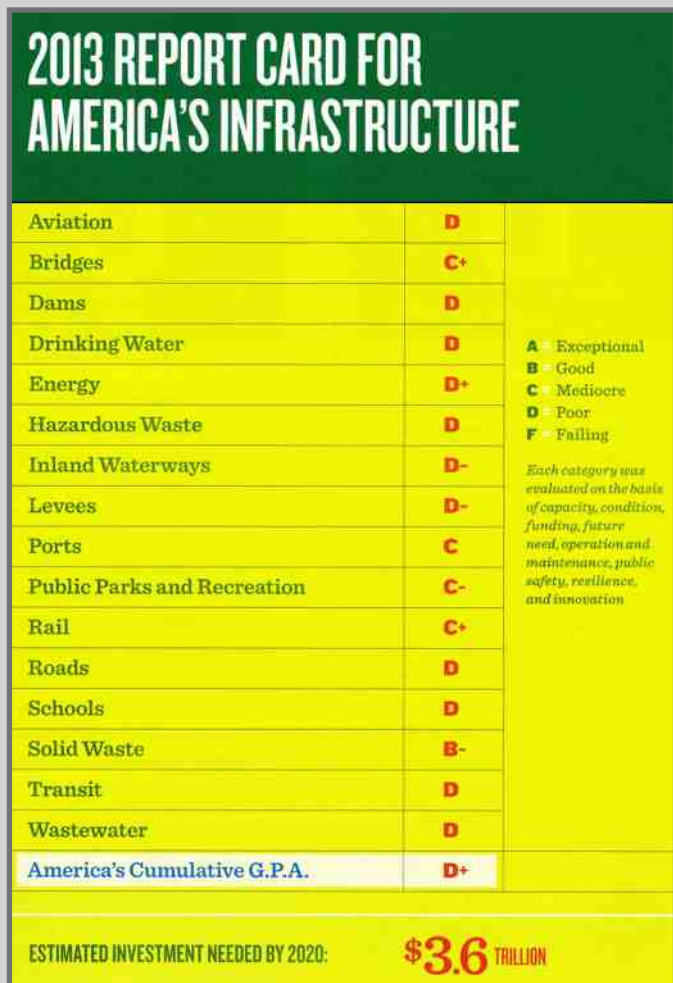 2013 REPORT CARD FOR
AMERICA'S INFRASTRUCTURE
Aviation D
Bridges C+
Dams D
Drinking Water D
Energy D+
Hazardous Waste D
Inland Waterways D-
Levees D-
Ports C
Public Parks and Recreation C-
Rail C+
Roads D
Schools D
Solid Waste B-
Transit D
Wastewater D
America's Cumulative G.P.A. D+
A = Exceptional
B = Good
C = Mediocre
D = Poor
F = Failing
Each category was
evaluated on the basis
of capacity, condition,
funding, future
need, operation and
maintenance, public
safety, resilience,
and innovation
ESTIMATED INVESTMENT NEEDED BY 2020: $3.6 TRILLION